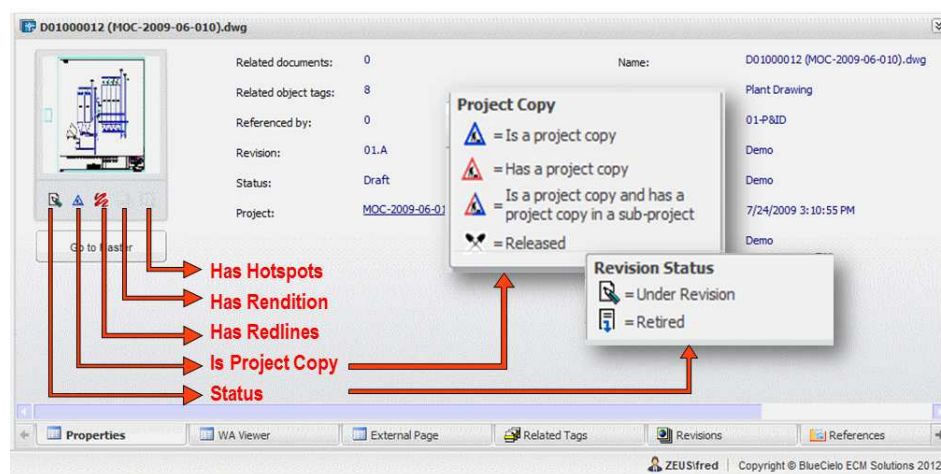 D01000012 (MOC-2009-06-010).dwg
Related documents: 0 Name: D01000012 (MOC-2009-06-010).dwg
Related object tags: 8 Plant Drawing
Referenced by: 0 01-P&ID
Revision: 01.A Demo
Status: Draft Demo
Project: MOC-2009-06-01 7/24/2009 3:10:55 PM
Demo
Project Copy
= Is a project copy
= Has a project copy
= Is a project copy and has a
project copy in a sub-project
= Released
Revision Status
= Under Revision
= Retired
Go to Master
Has Hotspots
Has Rendition
Has Redlines
Is Project Copy
Status
Properties WA Viewer External Page Related Tags Revisions References
ZEUS\fred Copyright © BlueCielo ECM Solutions 2012